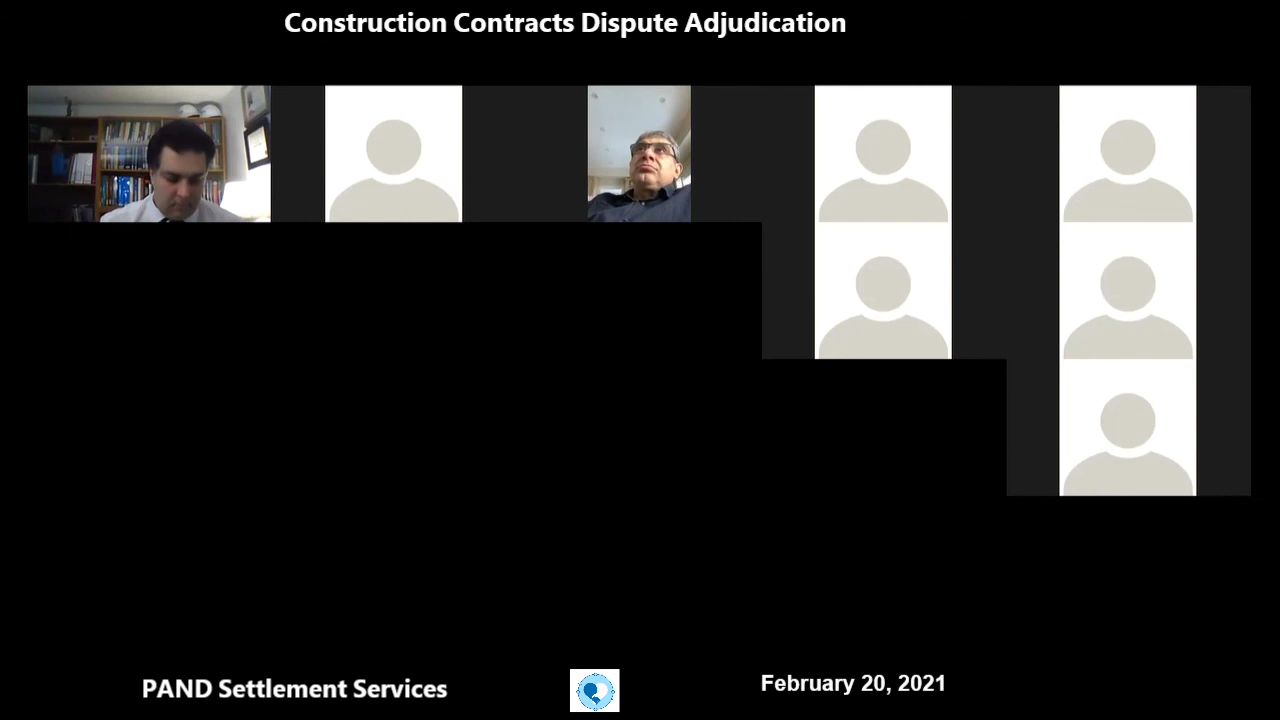 Construction Contracts Dispute Adjudication
PAND Settlement Services
February 20, 2021